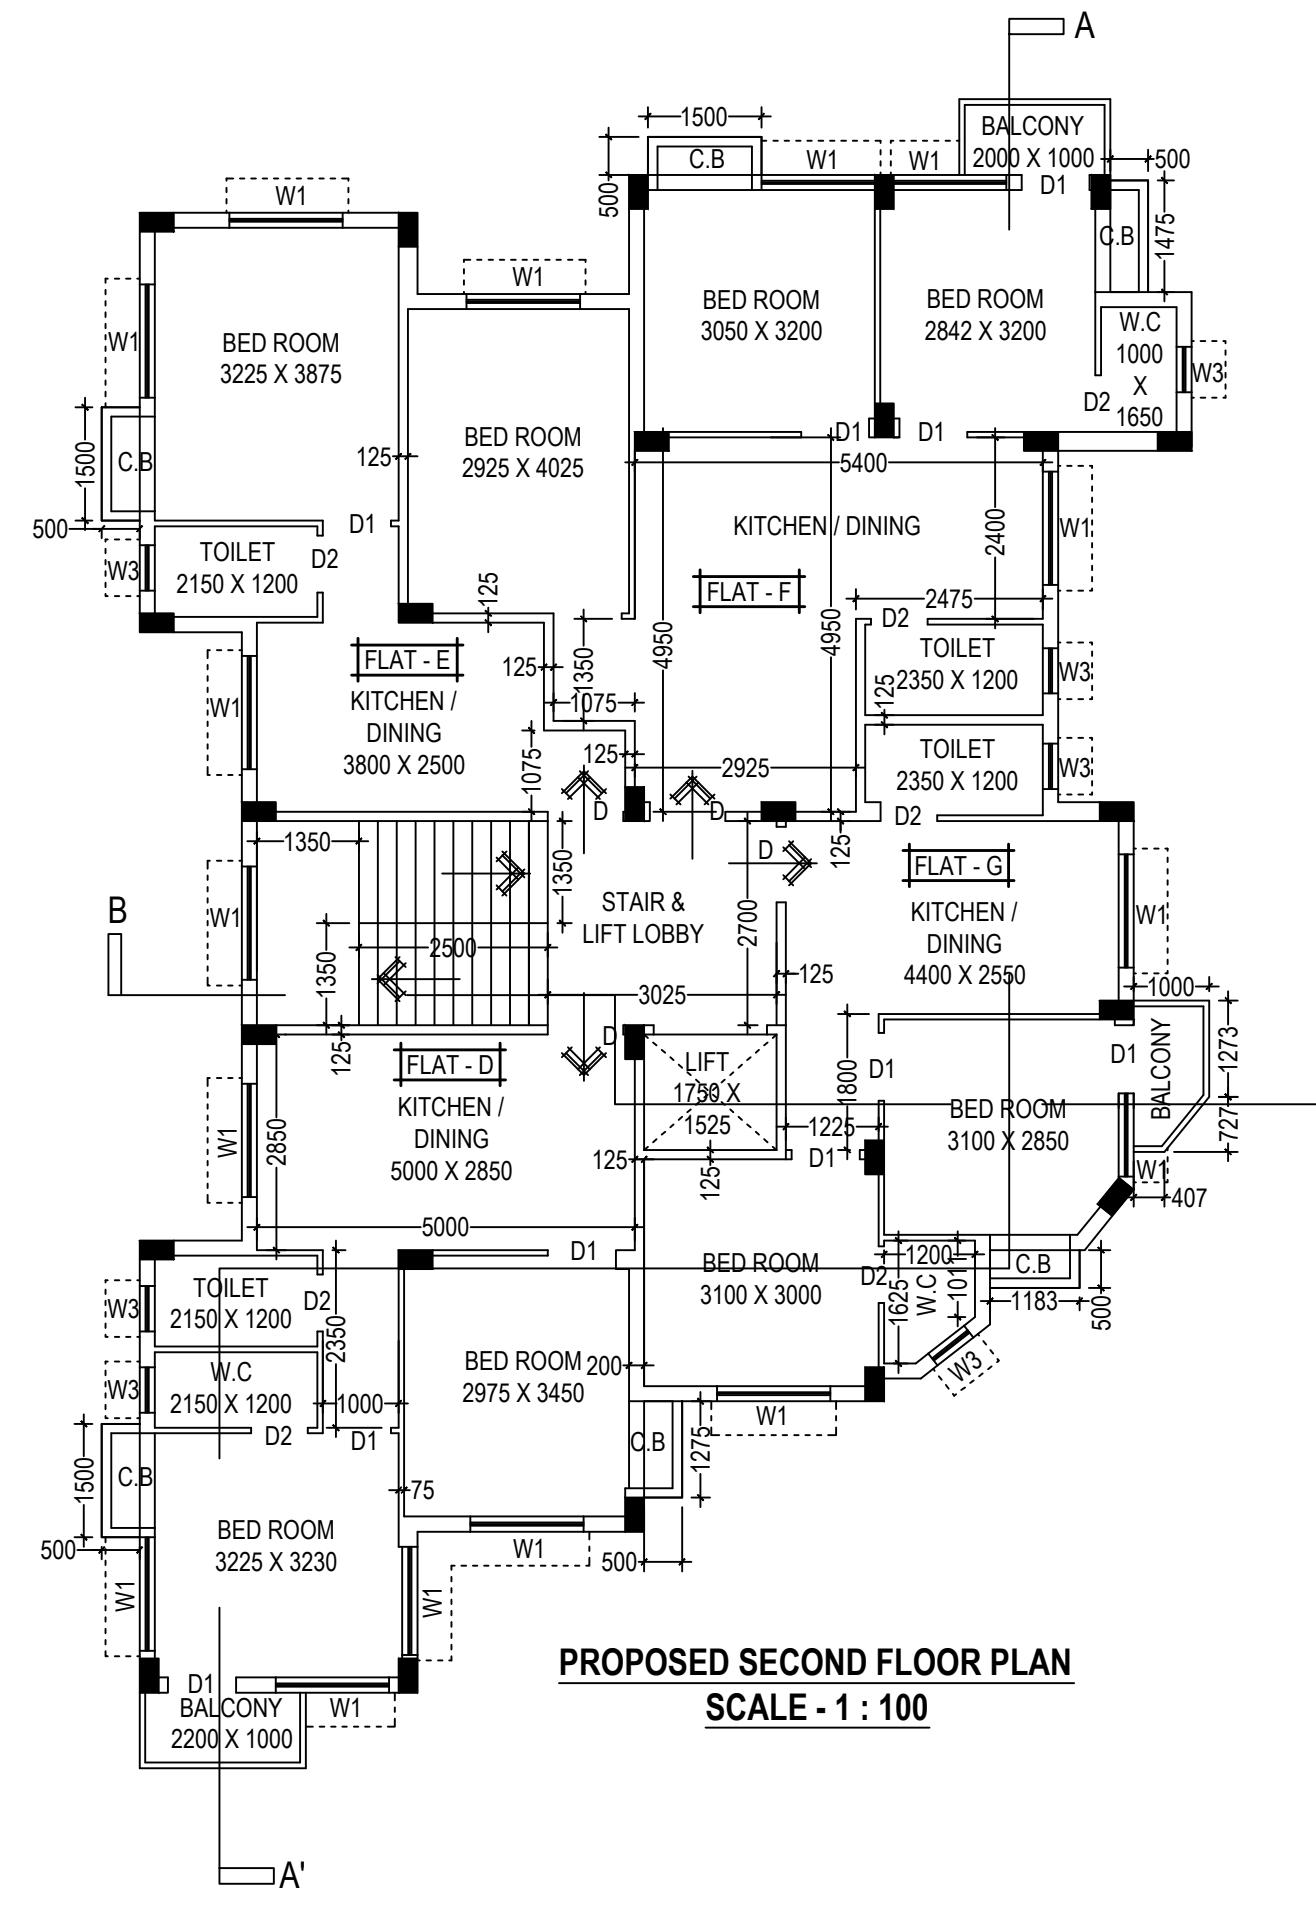 A
1500
BALCONY
2000 X 1000
C.B
W1
W1
500
500
D1
W1
C.B
1475
W1
BED ROOM
3050 X 3200
BED ROOM
2842 X 3200
W.C
1000
X
1650
W1
BED ROOM
3225 X 3875
W3
D2
BED ROOM
2925 X 4025
D1
D1
125
5400
1500
C.B
500
D1
KITCHEN / DINING
2400
W1
TOILET
2150 X 1200
D2
W3
125
FLAT - F
2475
D2
4950
4950
FLAT - E
125
1350
TOILET
2350 X 1200
W3
W1
KITCHEN /
DINING
3800 X 2500
1075
125
125
2925
1075
TOILET
2350 X 1200
W3
D
D
D2
1350
1350
D
125
FLAT - G
W1
STAIR &
LIFT LOBBY
2700
KITCHEN /
DINING
4400 X 2550
W1
B
2500
1350
125
1000
3025
D
125
FLAT - D
LIFT
1750 X
1525
1800
D1
D1
BALCONY
1273
KITCHEN /
DINING
5000 X 2850
W1
2850
BED ROOM
3100 X 2850
1225
727
125
125
D1
W1
407
5000
D1
BED ROOM
3100 X 3000
D2
1200
1011
1625
W.C
C.B
1183
500
TOILET
2150 X 1200
W3
D2
2350
W3
W.C
2150 X 1200
1000
BED ROOM
2975 X 3450
200
W3
W1
D2
D1
C.B
1275
1500
C.B
75
500
BED ROOM
3225 X 3230
W1
W1
W1
500
PROPOSED SECOND FLOOR PLAN
SCALE - 1 : 100
D1
BALCONY
2200 X 1000
W1
A'